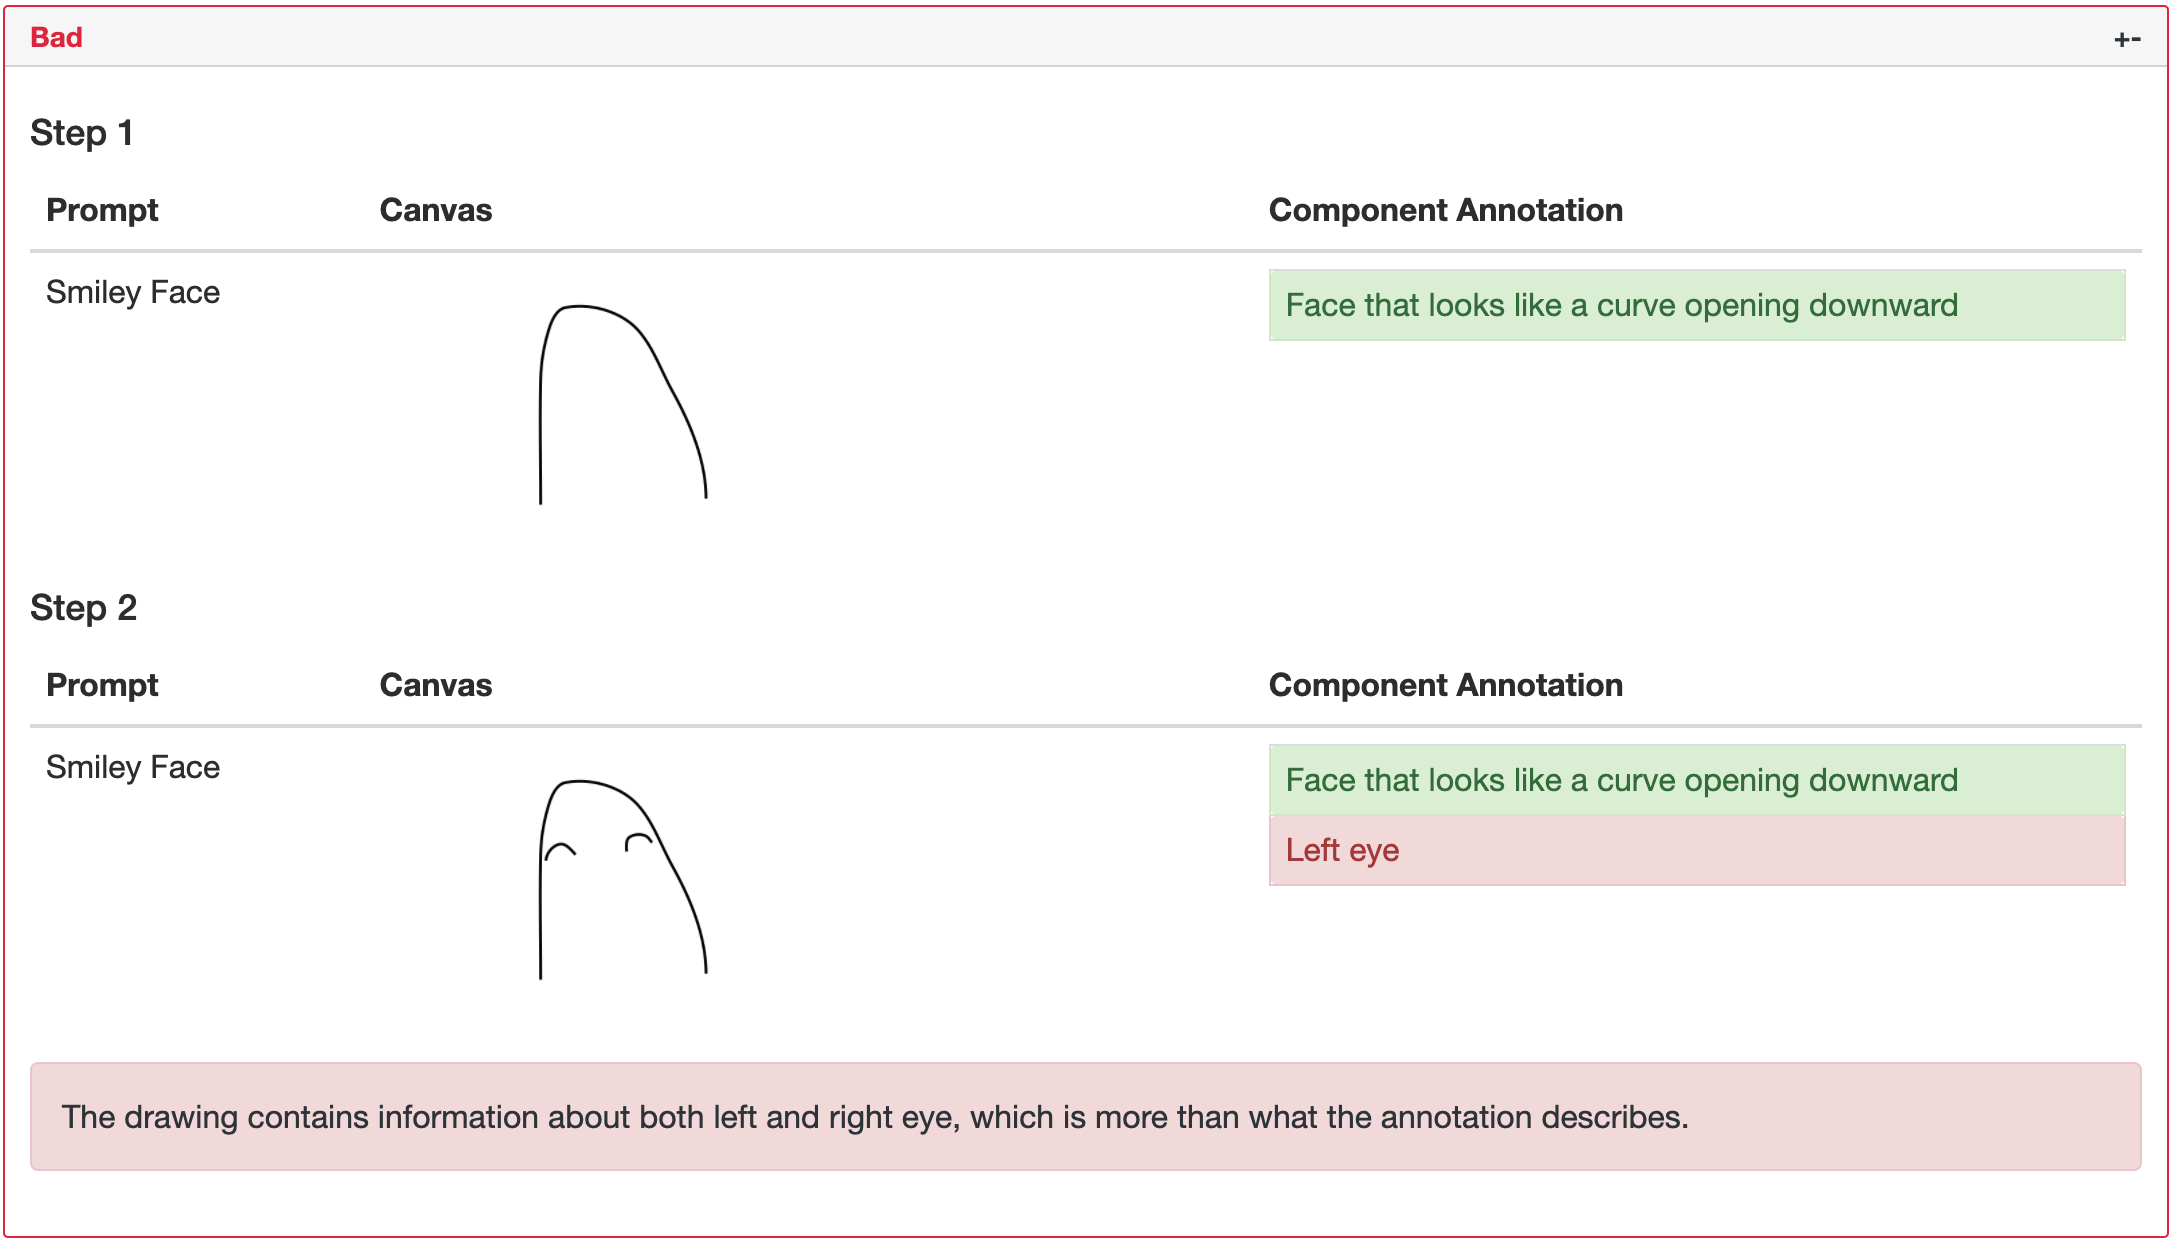 Bad +-
Step 1
Prompt Canvas Component Annotation
Smiley Face Face that looks like a curve opening downward
Step 2
Prompt Canvas Component Annotation
Smiley Face Face that looks like a curve opening downward
Left eye
The drawing contains information about both left and right eye, which is more than what the annotation describes.